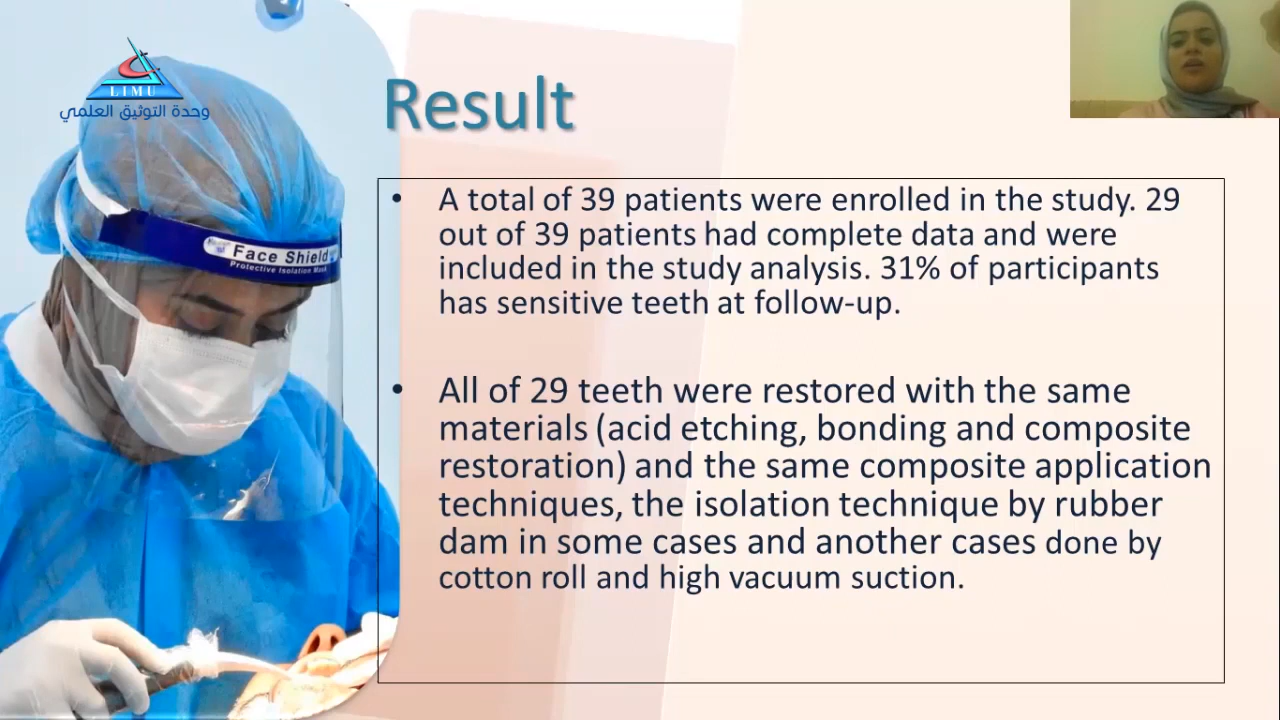 LIMU
وحدة التوثيق العلمي
Result
Face Shield
Protective Isolation Mask
• A total of 39 patients were enrolled in the study. 29
out of 39 patients had complete data and were
included in the study analysis. 31% of participants
has sensitive teeth at follow-up.
• All of 29 teeth were restored with the same
materials (acid etching, bonding and composite
restoration) and the same composite application
techniques, the isolation technique by rubber
dam in some cases and another cases done by
cotton roll and high vacuum suction.